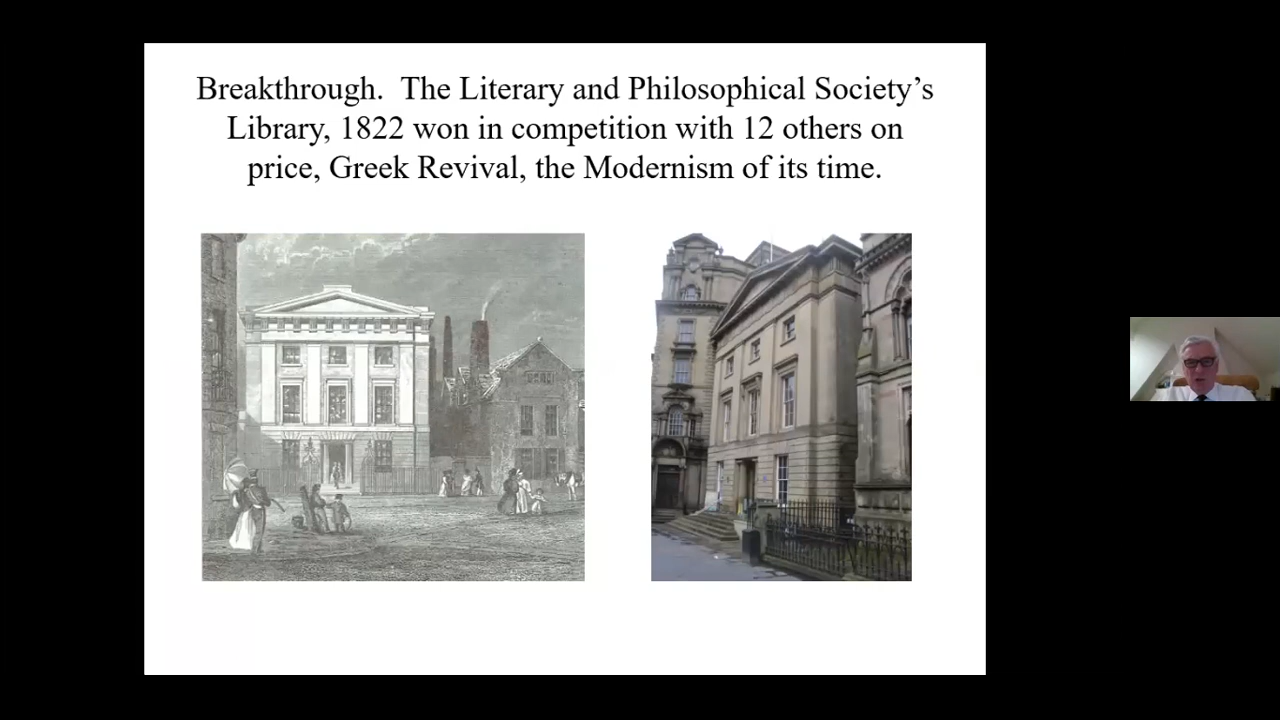 Breakthrough.  The Literary and Philosophical Society’s
Library, 1822 won in competition with 12 others on
price, Greek Revival, the Modernism of its time.